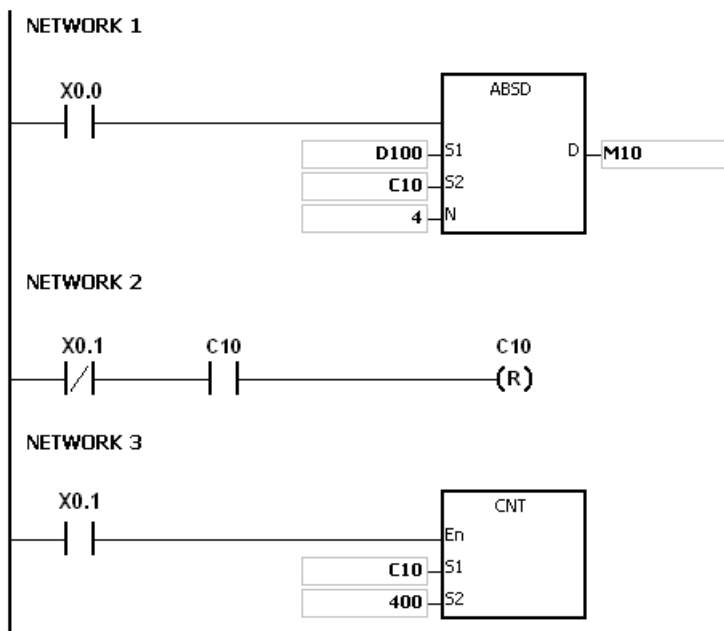 NETWORK 1
X0.0
ABSD
D100 S1 D M10
C10 S2
4 N
NETWORK 2
X0.1 C10 C10
(R)
NETWORK 3
X0.1
CNT
En
C10 S1
400 S2